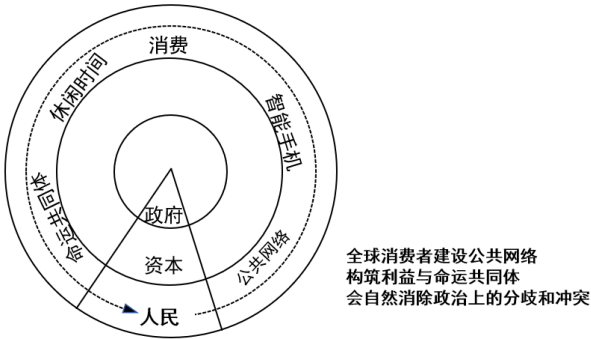 消费
休闲时间
智能手机
命运共同体
政府
资本
公共网络
人民
全球消费者建设公共网络
构筑利益与命运共同体
会自然消除政治上的分歧和冲突